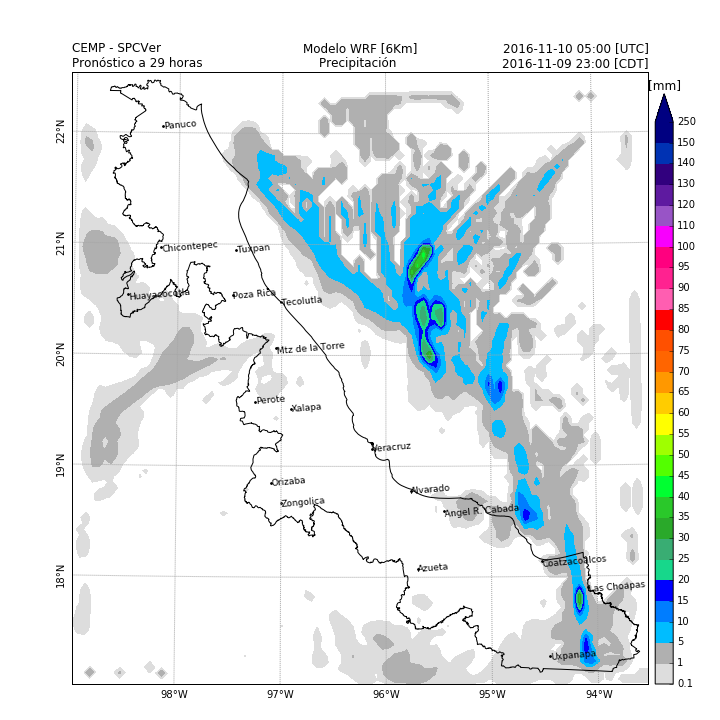 CEMP - SPCVer
Modelo WRF [6Km]
2016-11-10 05:00 [UTC]
Pronóstico a 29 horas
Precipitación
2016-11-09 23:00 [CDT]
[mm]
22°N
21°N
20°N
19°N
18°N
Panuco
Chicontepec
Tuxpan
Huayacocotla
Poza Rica
Tecolutla
Mtz de la Torre
Perote
Xalapa
Veracruz
Orizaba
Alvarado
Zongolica
Angel R. Cabada
Azueta
Coatzacoalcos
Las Choapas
Uxpanapa
98°W
97°W
96°W
95°W
94°W
250
150
140
130
120
110
100
95
90
85
80
75
70
65
60
55
50
45
40
35
30
25
20
15
10
5
1
0.1